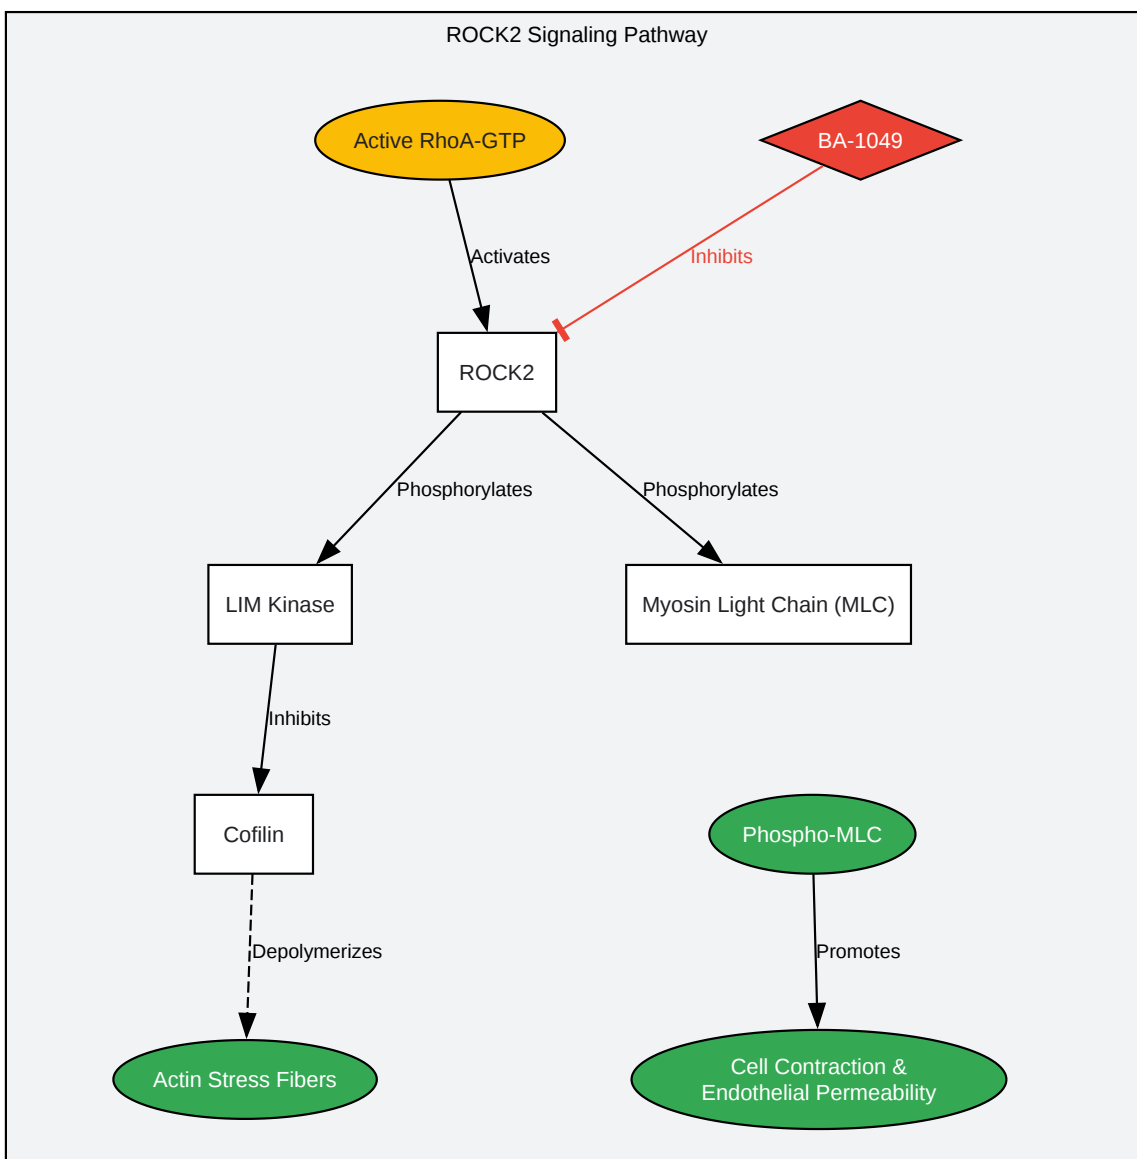 ROCK2 Signaling Pathway
Active RhoA-GTP
BA-1049
Activates
Inhibits
ROCK2
Phosphorylates
Phosphorylates
LIM Kinase
Myosin Light Chain (MLC)
Inhibits
Cofilin
Phospho-MLC
Depolymerizes
Promotes
Actin Stress Fibers
Cell Contraction &
Endothelial Permeability